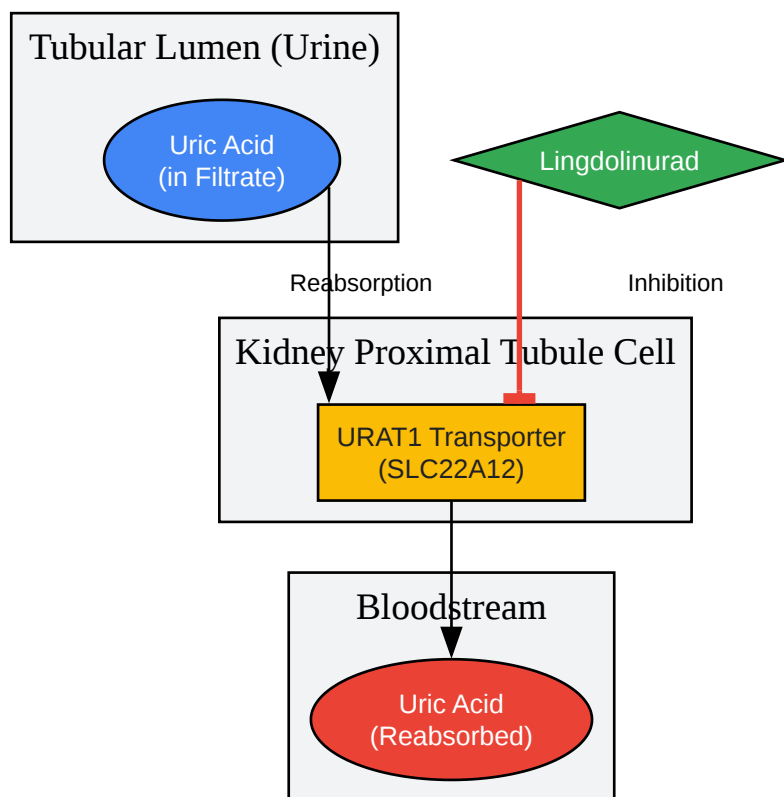 Tubular Lumen (Urine)
Uric Acid
(in Filtrate)
Lingdolinurad
Reabsorption
Inhibition
Kidney Proximal Tubule Cell
URAT1 Transporter
(SLC22A12)
Bloodstream
Uric Acid
(Reabsorbed)